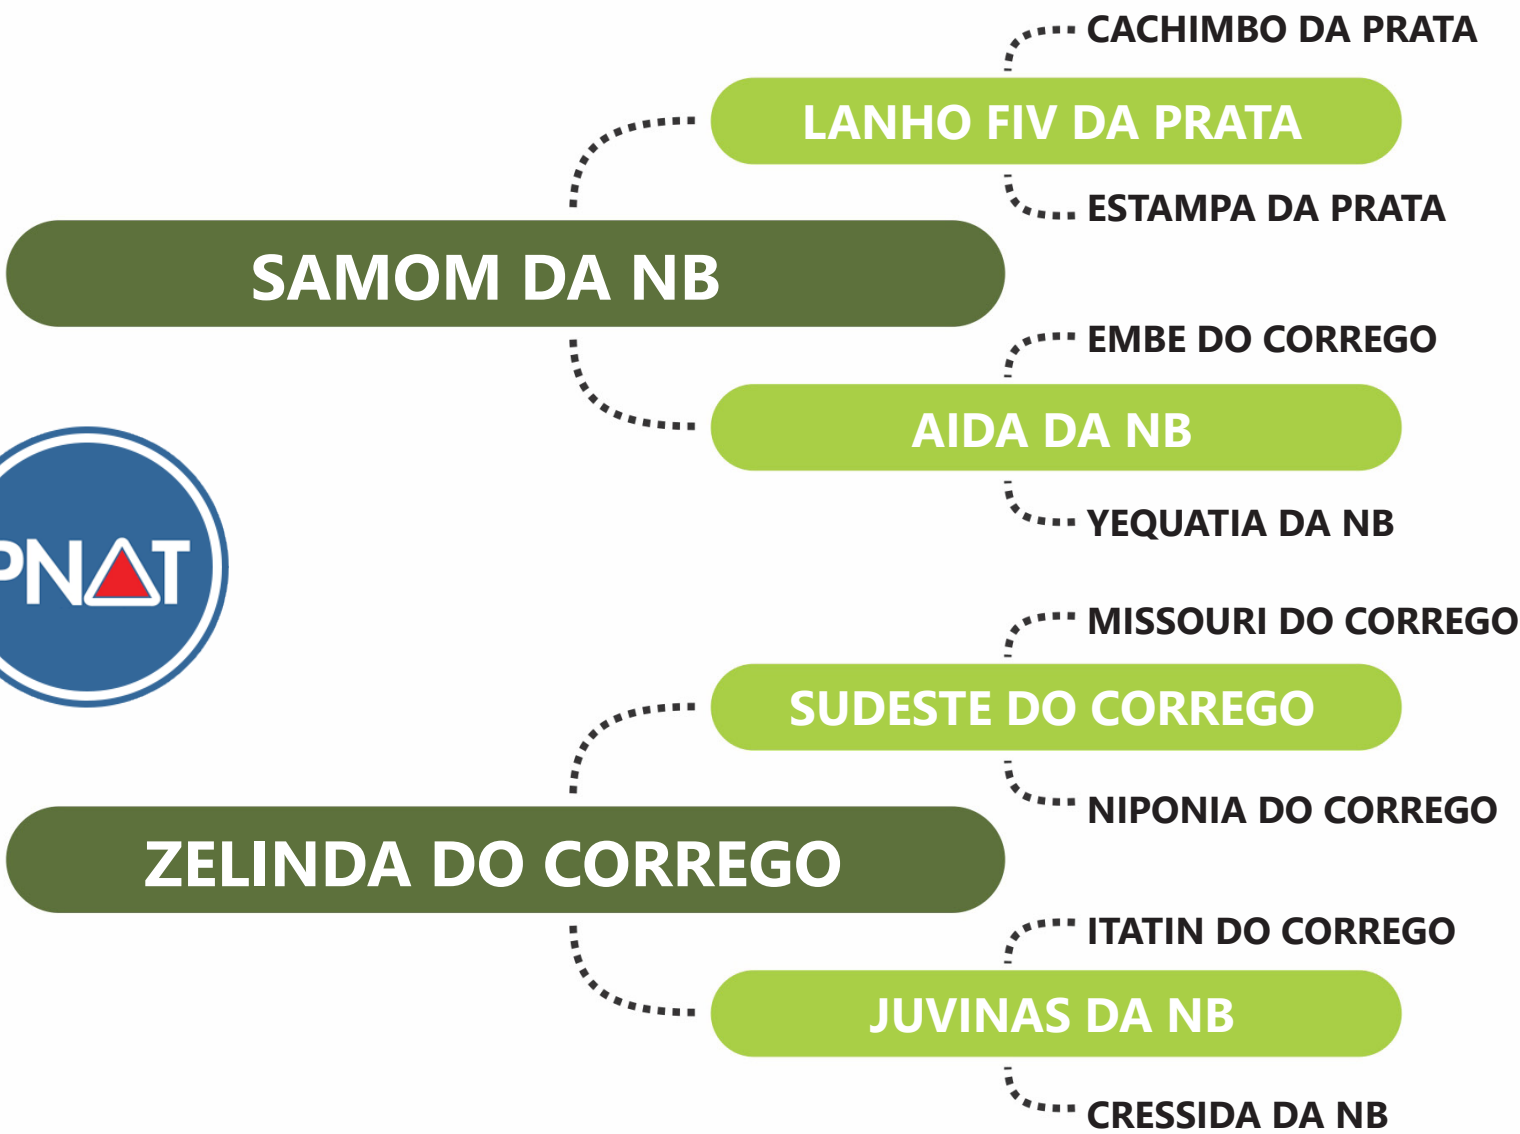 CACHIMBO DA PRATA
LANHO FIV DA PRATA
ESTAMPA DA PRATA
SAMOM DA NB
EMBE DO CORREGO
AIDA DA NB
YEQUATIA DA NB
PNAT
MISSOURI DO CORREGO
SUDESTE DO CORREGO
NIPONIA DO CORREGO
ZELINDA DO CORREGO
ITATIN DO CORREGO
JUVINAS DA NB
CRESSIDA DA NB